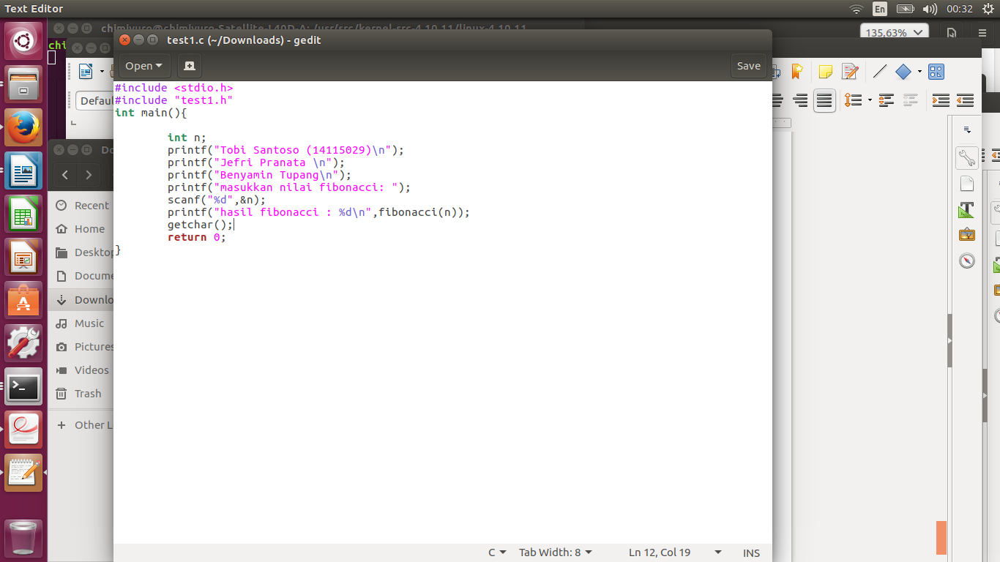 Text Editor
En
00:32
chimiyuro@chimiyuro-Satellite-L40D-A: /usr/src/kernel-src-4.10.11/linux-4.10.11
chi
135,63%
test1.c (~/Downloads) - gedit
Open
Save
Defaul
#include <stdio.h>
#include "test1.h"
int main(){
int n;
printf("Tobi Santoso (14115029)\n");
printf("Jefri Pranata \n");
printf("Benyamin Tupang\n");
printf("masukkan nilai fibonacci: ");
scanf("%d",&n);
printf("hasil fibonacci : %d\n",fibonacci(n));
getchar();
return 0;
}
Do
Recent
Home
Desktop
Docume
Downlo
Music
Pictures
Videos
Trash
Other L
C
Tab Width: 8
Ln 12, Col 19
INS